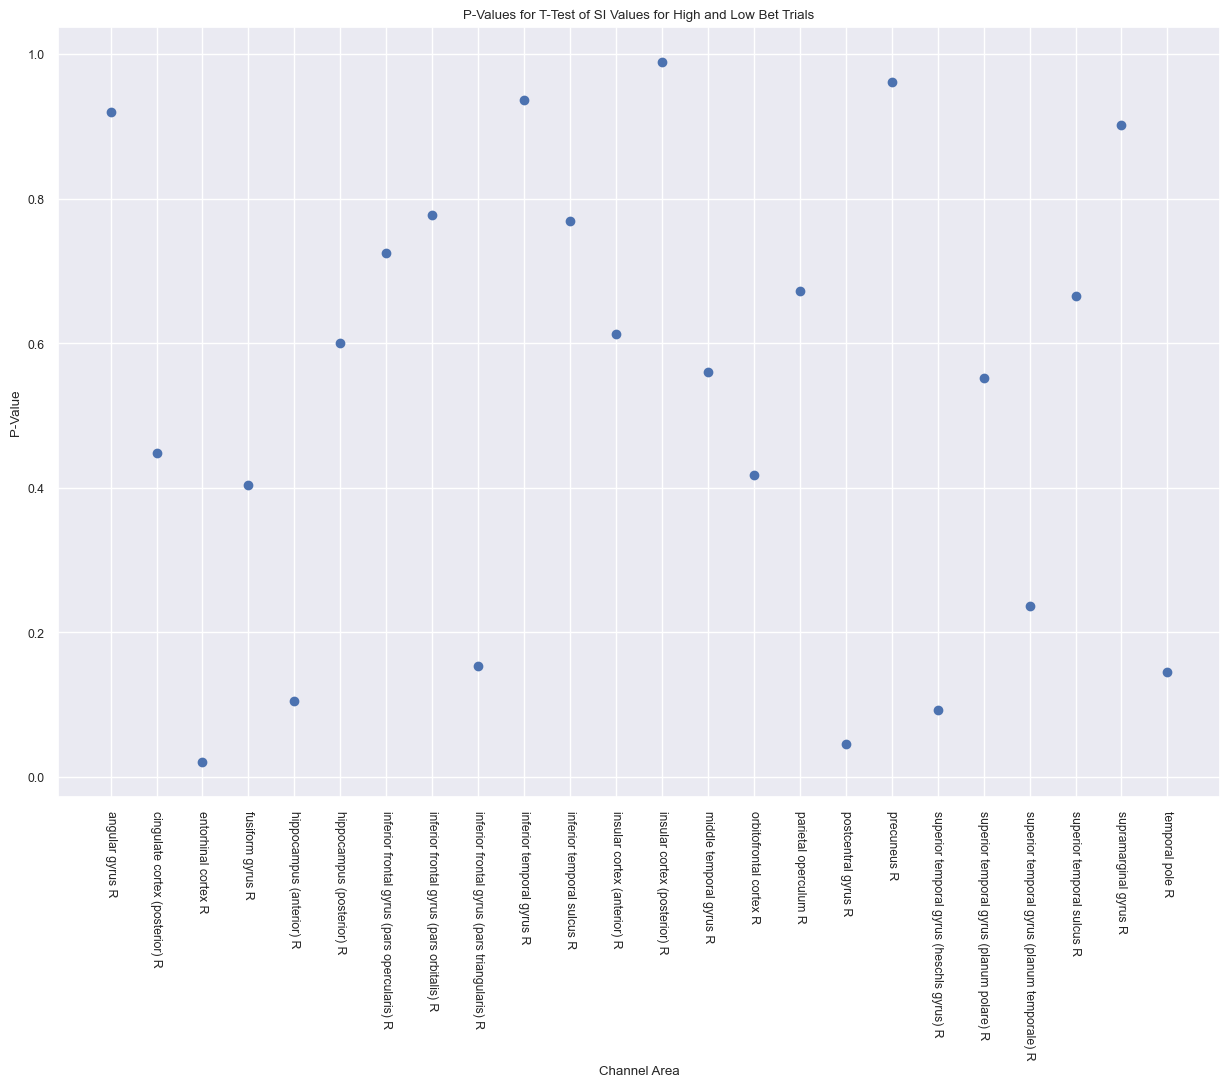 P-Values for T-Test of SI Values for High and Low Bet Trials
1.0
0.8
0.6
0.4
0.2
0.0
P-Value
angular gyrus R
cingulate cortex (posterior) R
entorhinal cortex R
fusiform gyrus R
hippocampus (anterior) R
hippocampus (posterior) R
inferior frontal gyrus (pars opercularis) R
inferior frontal gyrus (pars orbitalis) R
inferior frontal gyrus (pars triangularis) R
inferior temporal gyrus R
inferior temporal sulcus R
insular cortex (anterior) R
insular cortex (posterior) R
middle temporal gyrus R
orbitofrontal cortex R
parietal operculum R
postcentral gyrus R
precuneus R
superior temporal gyrus (heschls gyrus) R
superior temporal gyrus (planum polare) R
superior temporal gyrus (planum temporale) R
superior temporal sulcus R
supramarginal gyrus R
temporal pole R
Channel Area